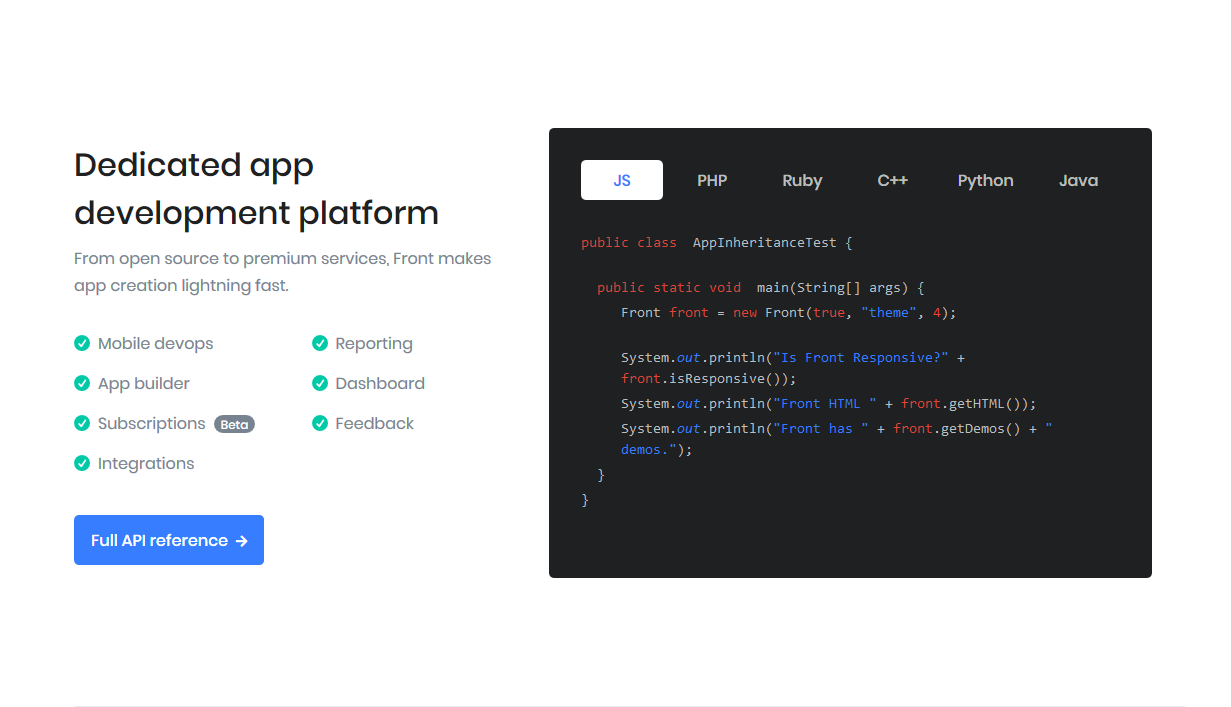 Dedicated app
development platform
From open source to premium services, Front makes
app creation lightning fast.
Mobile devops
Reporting
App builder
Dashboard
Subscriptions Beta
Feedback
Integrations
Full API reference →
JS PHP Ruby C++ Python Java
public class  AppInheritanceTest {
public static void  main(String[] args) {
Front front = new Front(true, "theme", 4);
System.out.println("Is Front Responsive?" +
front.isResponsive());
System.out.println("Front HTML " + front.getHTML());
System.out.println("Front has " + front.getDemos() + "
demos.");
}
}